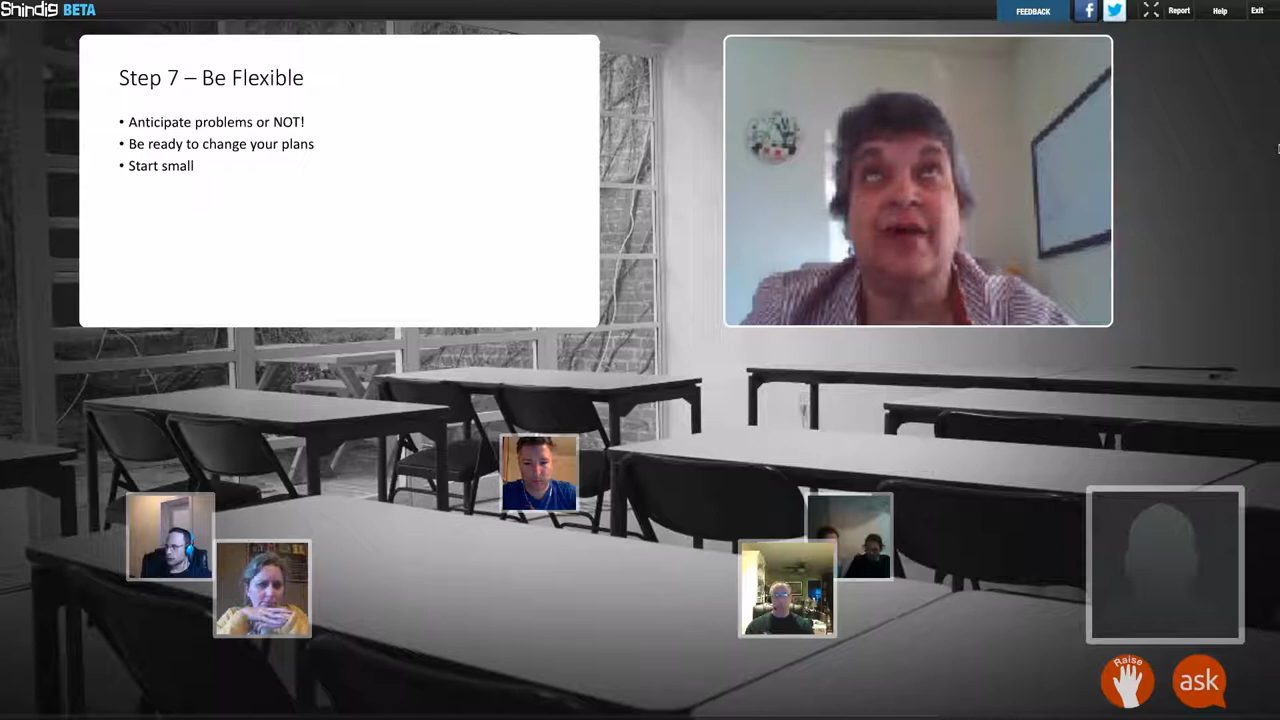 Shindig BETA
FEEDBACK
Report
Help
Exit
Step 7 – Be Flexible
• Anticipate problems or NOT!
• Be ready to change your plans
• Start small
Raise
ask